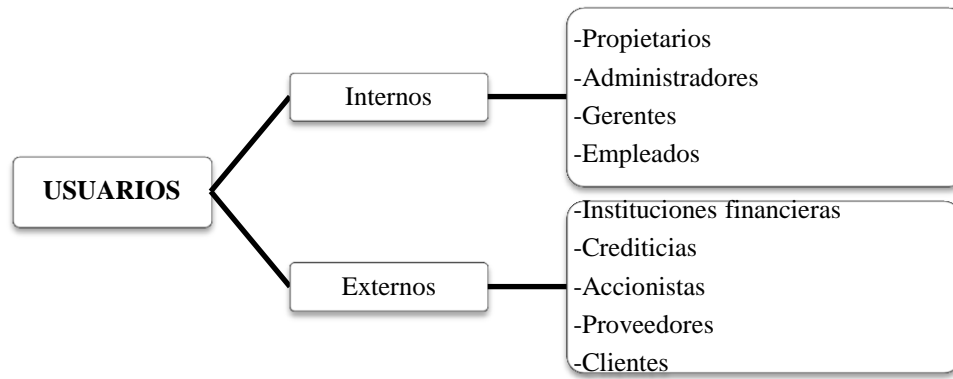 USUARIOS
Internos
-Propietarios
-Administradores
-Gerentes
-Empleados
Externos
-Instituciones financieras
-Crediticias
-Accionistas
-Proveedores
-Clientes